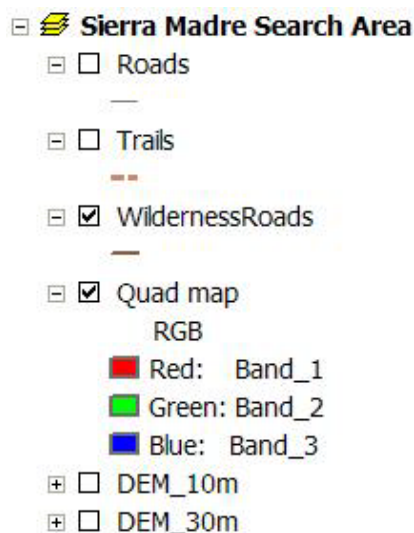 Sierra Madre Search Area
Roads
Trails
WildernessRoads
Quad map
RGB
Red: Band_1
Green: Band_2
Blue: Band_3
DEM_10m
DEM_30m